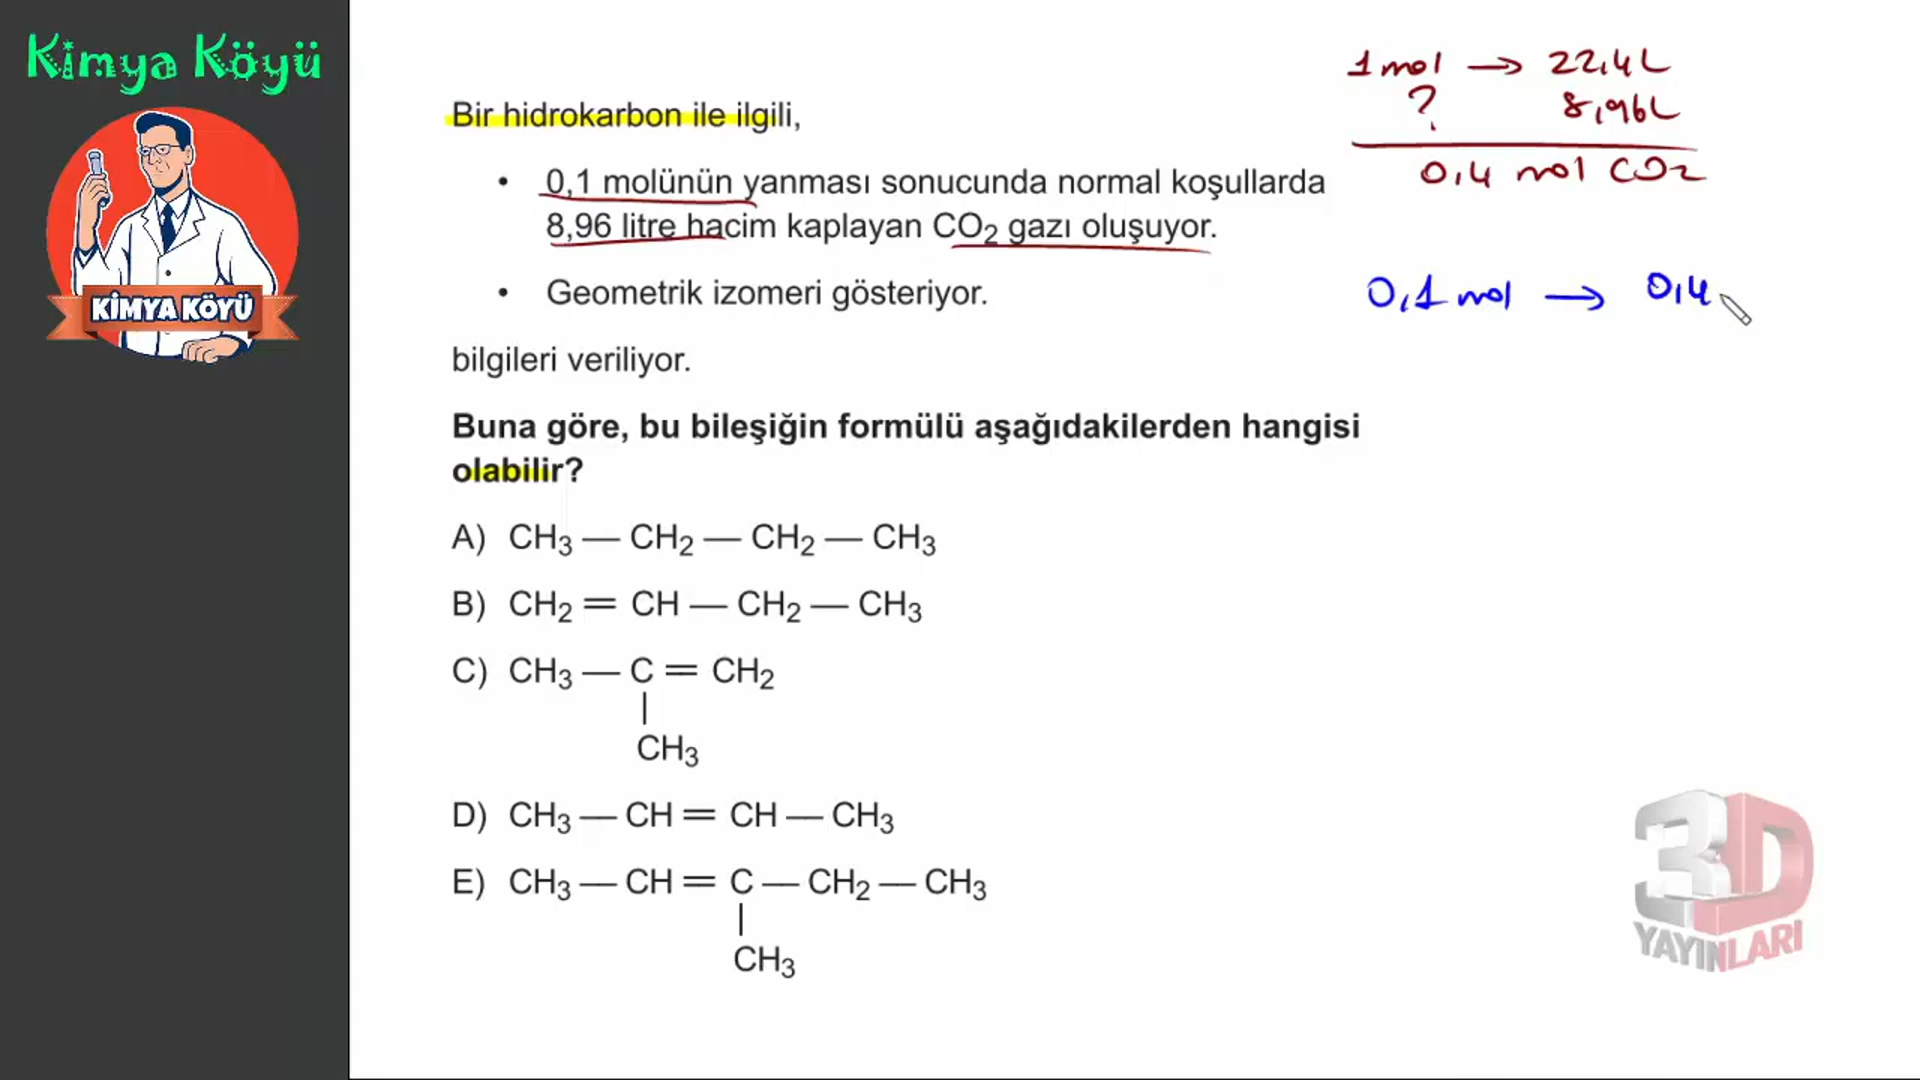 Kimya Köyü
KİMYA KÖYÜ
Bir hidrokarbon ile ilgili,
• 0,1 molünün yanması sonucunda normal koşullarda
8,96 litre hacim kaplayan CO₂ gazı oluşuyor.
• Geometrik izomeri gösteriyor.
bilgileri veriliyor.
Buna göre, bu bileşiğin formülü aşağıdakilerden hangisi
olabilir?
A) CH₃ — CH₂ — CH₂ — CH₃
B) CH₂ = CH — CH₂ — CH₃
C) CH₃ — C = CH₂
|
CH₃
D) CH₃ — CH = CH — CH₃
E) CH₃ — CH = C — CH₂ — CH₃
|
CH₃
1 mol → 22,4L
? 8,96L
0,4 mol CO₂
0,1 mol → 0,4
3D
YAYINLARI